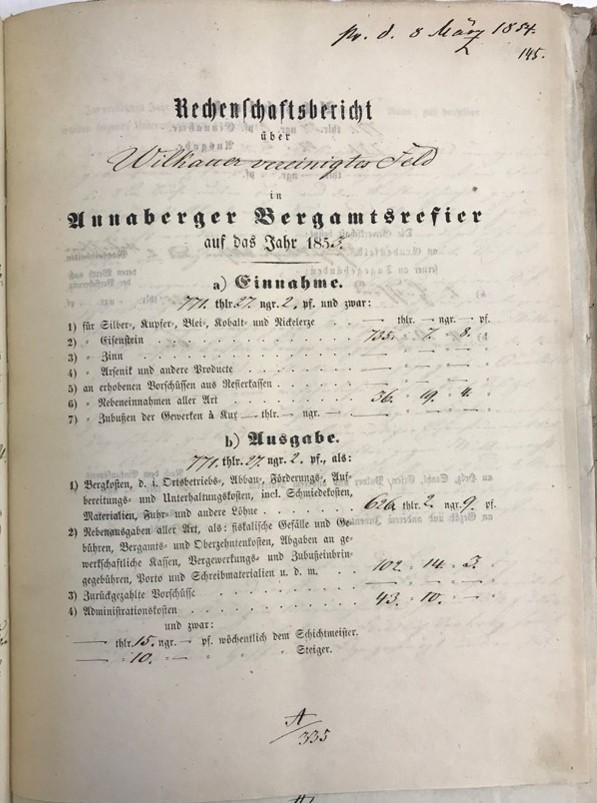 pr. d. 8 März 1854.
145.
Rechenschaftsbericht
über
Wilkauer vereinigtes Feld
in
Annaberger Bergamtsrefier
auf das Jahr 1853.
a) Einnahme.
771. thlr. 27. ngr. 2. pf. und zwar:
1) für Silber-, Kupfer-, Blei-, Kobalt- und Nickelerze . . — thlr. — ngr. — pf.
2) „ Eisenstein . . . . . . . . 735. „ 7. „ 8. „
3) „ Zinn . . . . . . . . — „ — „ — „
4) „ Arsenik und andere Producte . . . . . — „ — „ — „
5) an erhobenen Vorschüssen aus Refierkassen . . . . — „ — „ — „
6) „ Nebeneinnahmen aller Art . . . . . 36. „ 19. „ 4. „
7) „ Zubußen der Gewerken à Kux — thlr. — ngr. — . . — „ — „ — „
b) Ausgabe.
771. thlr. 27. ngr. 2. pf., als:
1) Bergkosten, d. i. Ortsbetriebs-, Abbau-, Förderungs-, Auf-
bereitungs- und Unterhaltungskosten, incl. Schmiedekosten,
Materialien, Fuhr- und andere Löhne . . . . . 626. thlr. 2. ngr. 9. pf.
2) Nebenausgaben aller Art, als: fiskalische Gefälle und Ge-
bühren, Bergamts- und Oberzehntenkosten, Abgaben an ge-
werkschaftliche Kassen, Vergewerkungs- und Zubußeinbrin-
gegebühren, Porto und Schreibmaterialien u. d. m. . . 102. „ 14. „ 3. „
3) Zurückgezahlte Vorschüsse . . . . . . — „ — „ — „
4) Administrationskosten . . . . . . 43. „ 10. „ — „
und zwar:
— thlr. 15. ngr. — pf. wöchentlich dem Schichtmeister.
— „ 10. „ — „ „ „ Steiger.
A/335